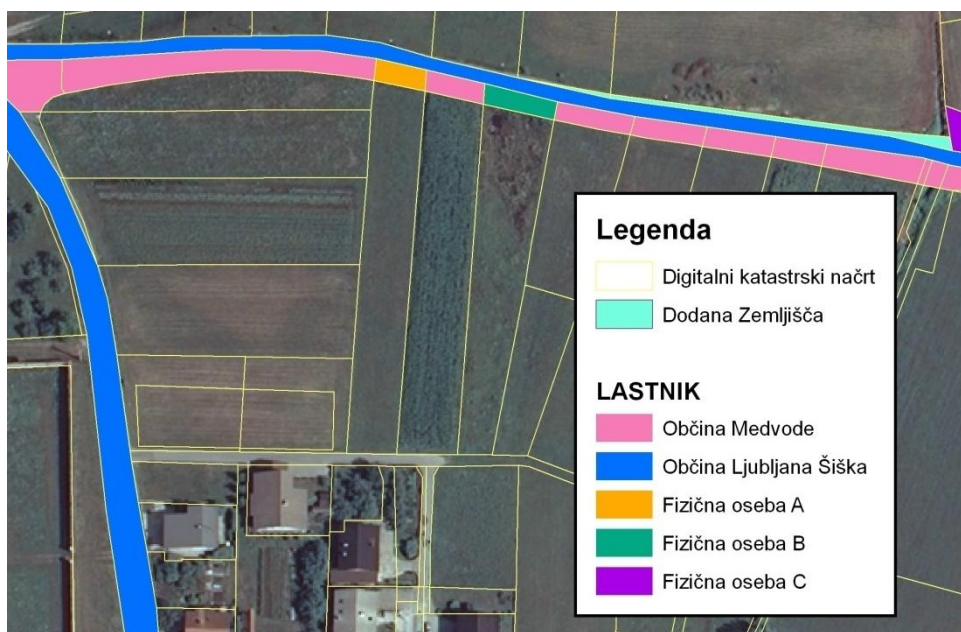 Legenda
Digitalni katastrski načrt
Dodana Zemljišča
LASTNIK
Občina Medvode
Občina Ljubljana Šiška
Fizična oseba A
Fizična oseba B
Fizična oseba C